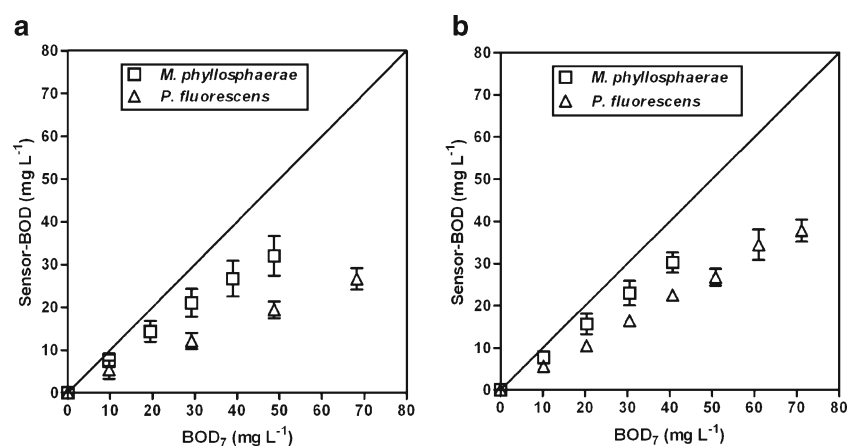 a
80
70
60
50
40
30
20
10
0
Sensor-BOD (mg L⁻¹)
M. phyllosphaerae
P. fluorescens
0 10 20 30 40 50 60 70 80
BOD₇ (mg L⁻¹)
b
80
70
60
50
40
30
20
10
0
Sensor-BOD (mg L⁻¹)
M. phyllosphaerae
P. fluorescens
0 10 20 30 40 50 60 70 80
BOD₇ (mg L⁻¹)